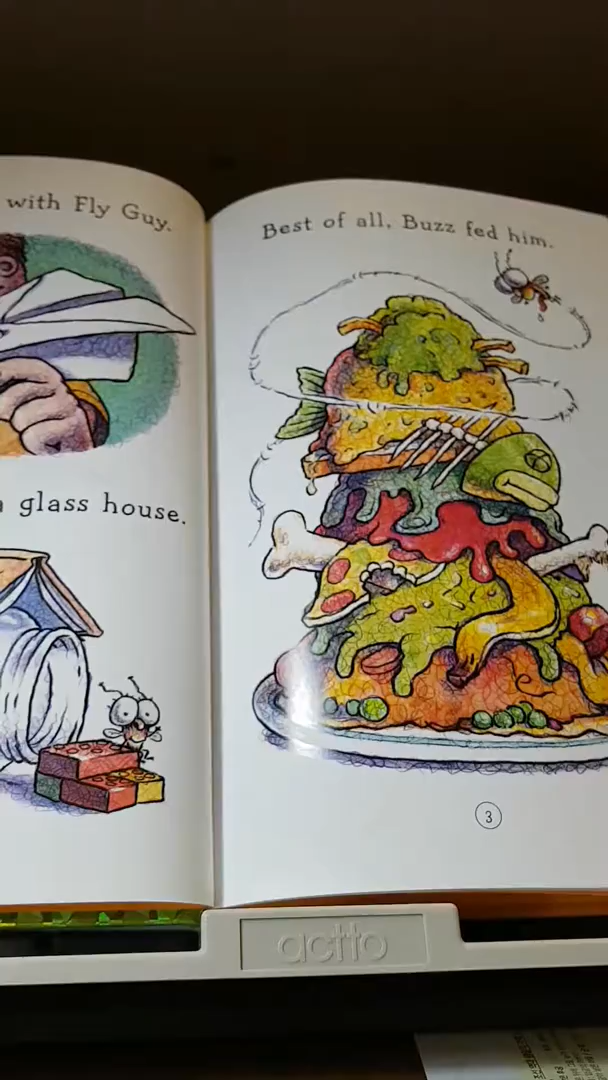 with Fly Guy.
glass house.
Best of all, Buzz fed him.
3
actto